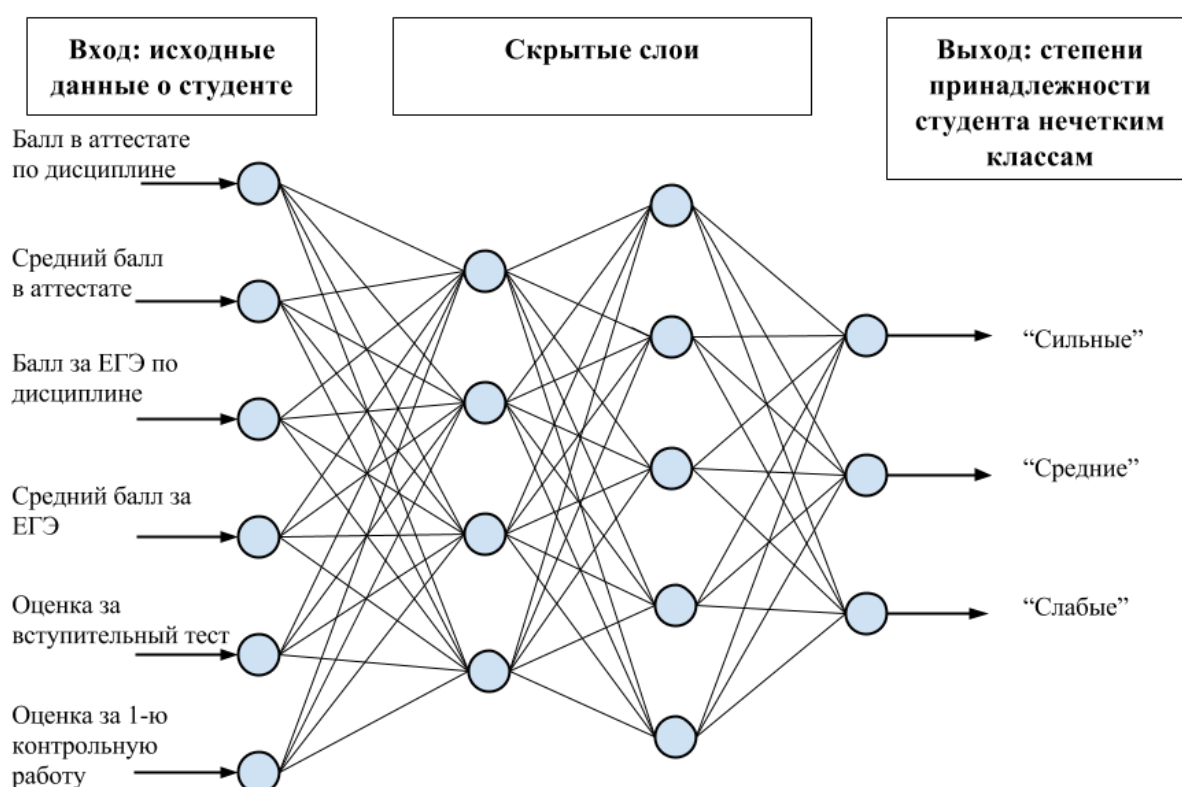 Вход: исходные
данные о студенте
Скрытые слои
Выход: степени
принадлежности
студента нечетким
классам
Балл в аттестате
по дисциплине
Средний балл
в аттестате
Балл за ЕГЭ по
дисциплине
Средний балл за
ЕГЭ
Оценка за
вступительный тест
Оценка за 1-ю
контрольную
работу
“Сильные”
“Средние”
“Слабые”